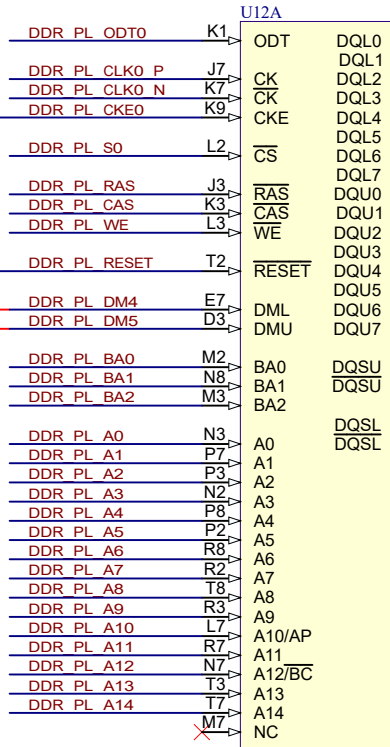 U12A
DDR_PL_ODT0 K1 ODT DQL0
DQL1
DDR_PL_CLK0_P J7 CK DQL2
DDR_PL_CLK0_N K7 CK DQL3
DDR_PL_CKE0 K9 CKE DQL4
DQL5
DDR_PL_S0 L2 CS DQL6
DQL7
DDR_PL_RAS J3 RAS DQU0
DDR_PL_CAS K3 CAS DQU1
DDR_PL_WE L3 WE DQU2
DQU3
DDR_PL_RESET T2 RESET DQU4
DQU5
DDR_PL_DM4 E7 DML DQU6
DDR_PL_DM5 D3 DMU DQU7
DDR_PL_BA0 M2 BA0 DQSU
DDR_PL_BA1 N8 BA1 DQSU
DDR_PL_BA2 M3 BA2
DQSL
DDR_PL_A0 N3 A0 DQSL
DDR_PL_A1 P7 A1
DDR_PL_A2 P3 A2
DDR_PL_A3 N2 A3
DDR_PL_A4 P8 A4
DDR_PL_A5 P2 A5
DDR_PL_A6 R8 A6
DDR_PL_A7 R2 A7
DDR_PL_A8 T8 A8
DDR_PL_A9 R3 A9
DDR_PL_A10 L7 A10/AP
DDR_PL_A11 R7 A11
DDR_PL_A12 N7 A12/BC
DDR_PL_A13 T3 A13
DDR_PL_A14 T7 A14
M7 NC